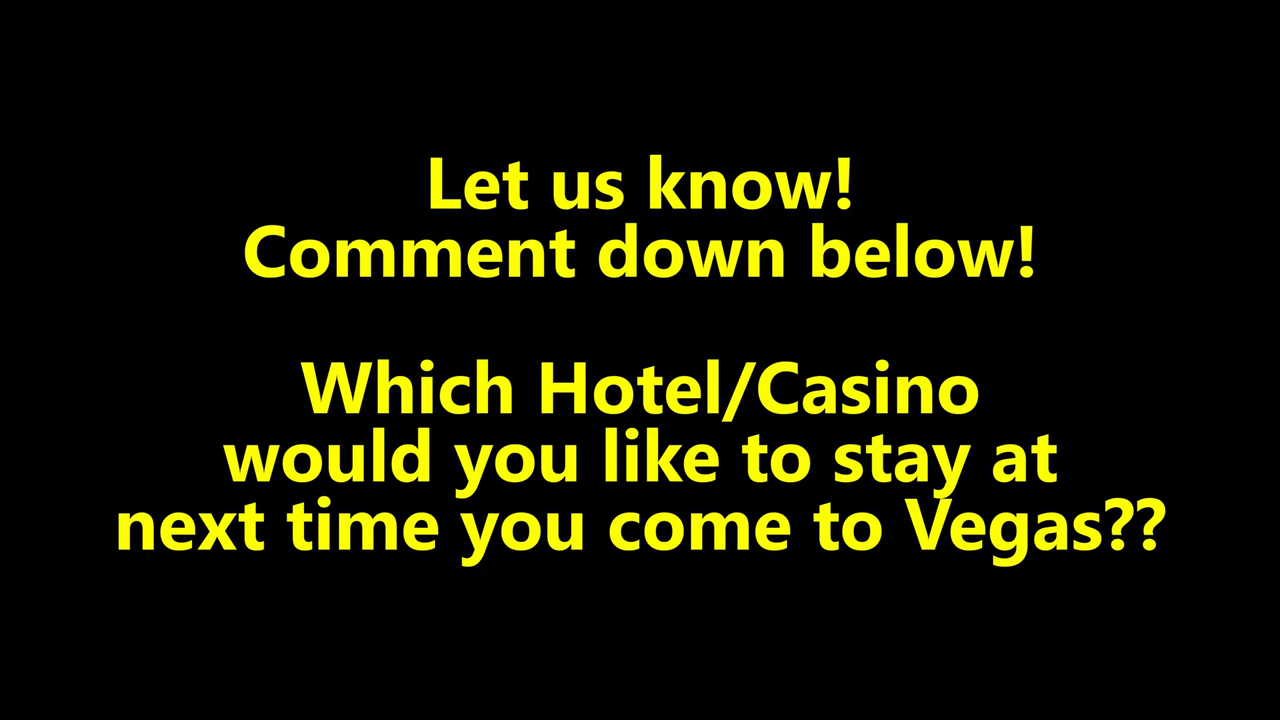 Let us know!
Comment down below!
Which Hotel/Casino
would you like to stay at
next time you come to Vegas??